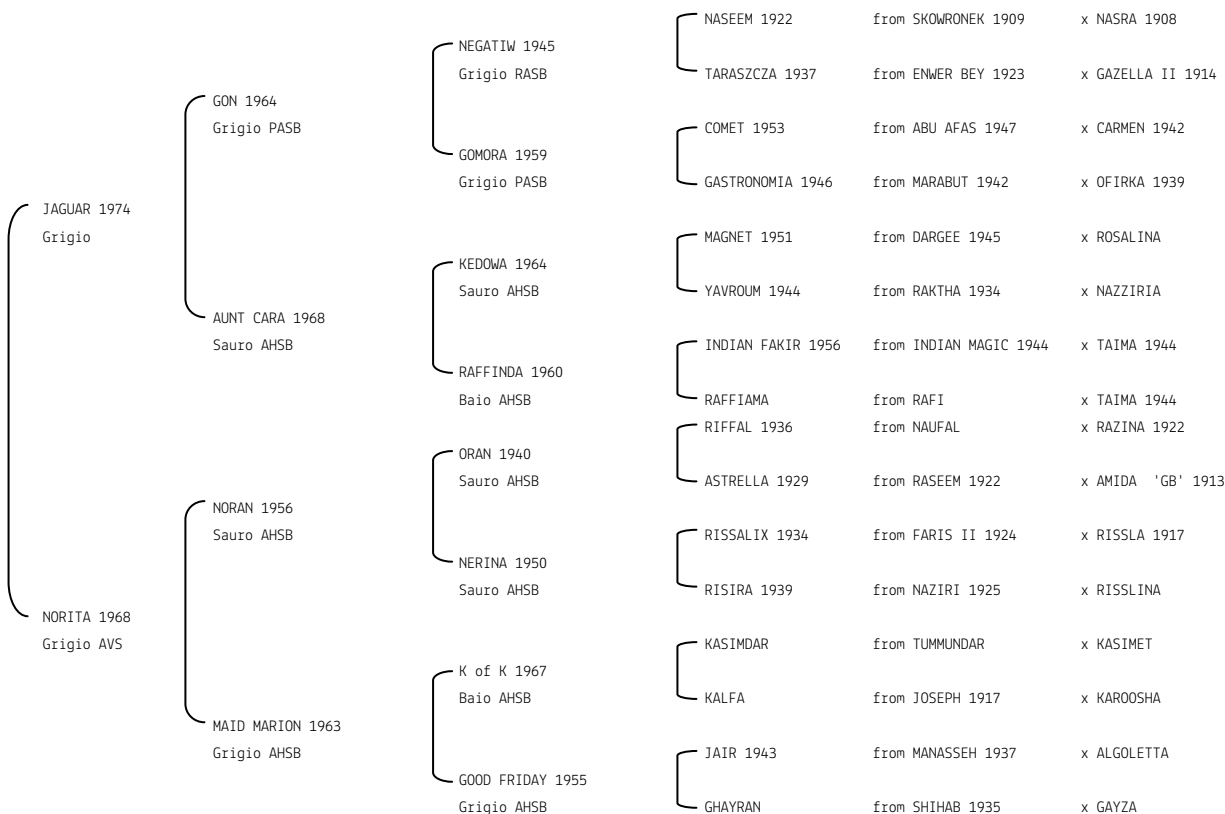 NASEEM 1922 from SKOWRONEK 1909 x NASRA 1908
NEGATIW 1945
Grigio RASB
TARASZCZA 1937 from ENWER BEY 1923 x GAZELLA II 1914
GON 1964
Grigio PASB
COMET 1953 from ABU AFAS 1947 x CARMEN 1942
GOMORA 1959
Grigio PASB
GASTRONOMIA 1946 from MARABUT 1942 x OFIRKA 1939
JAGUAR 1974
Grigio
MAGNET 1951 from DARGEE 1945 x ROSALINA
KEDOWA 1964
Sauro AHSB
YAVROUM 1944 from RAKTHA 1934 x NAZZIRIA
AUNT CARA 1968
Sauro AHSB
INDIAN FAKIR 1956 from INDIAN MAGIC 1944 x TAIMA 1944
RAFFINDA 1960
Baio AHSB
RAFFIAMA from RAFI x TAIMA 1944
RIFFAL 1936 from NAUFAL x RAZINA 1922
ORAN 1940
Sauro AHSB
ASTRELLA 1929 from RASEEM 1922 x AMIDA 'GB' 1913
NORAN 1956
Sauro AHSB
RISSALIX 1934 from FARIS II 1924 x RISSLA 1917
NERINA 1950
Sauro AHSB
RISIRA 1939 from NAZIRI 1925 x RISSLINA
NORITA 1968
Grigio AVS
KASIMDAR from TUMMUNDAR x KASIMET
K of K 1967
Baio AHSB
KALFA from JOSEPH 1917 x KAROOSHA
MAID MARION 1963
Grigio AHSB
JAIR 1943 from MANASSEH 1937 x ALGOLETTA
GOOD FRIDAY 1955
Grigio AHSB
GHAYRAN from SHIHAB 1935 x GAYZA